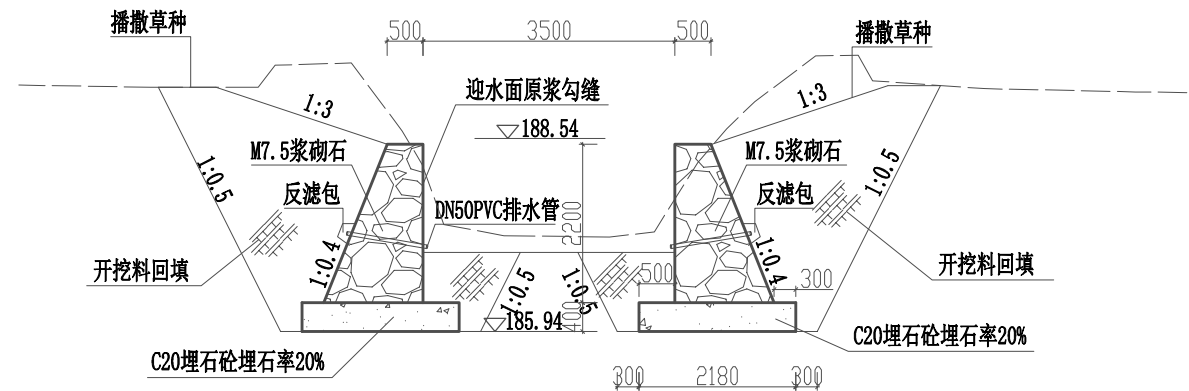 播撒草种
500
3500
500
播撒草种
1:3
迎水面原浆勾缝
1:3
188.54
M7.5浆砌石
M7.5浆砌石
1:0.5
1:0.5
反滤包
DN50PVC排水管
反滤包
2200
1:0.4
1:0.4
开挖料回填
1:0.5
1:0.5
500
300
开挖料回填
185.94
400
C20埋石砼埋石率20%
C20埋石砼埋石率20%
300
2180
300